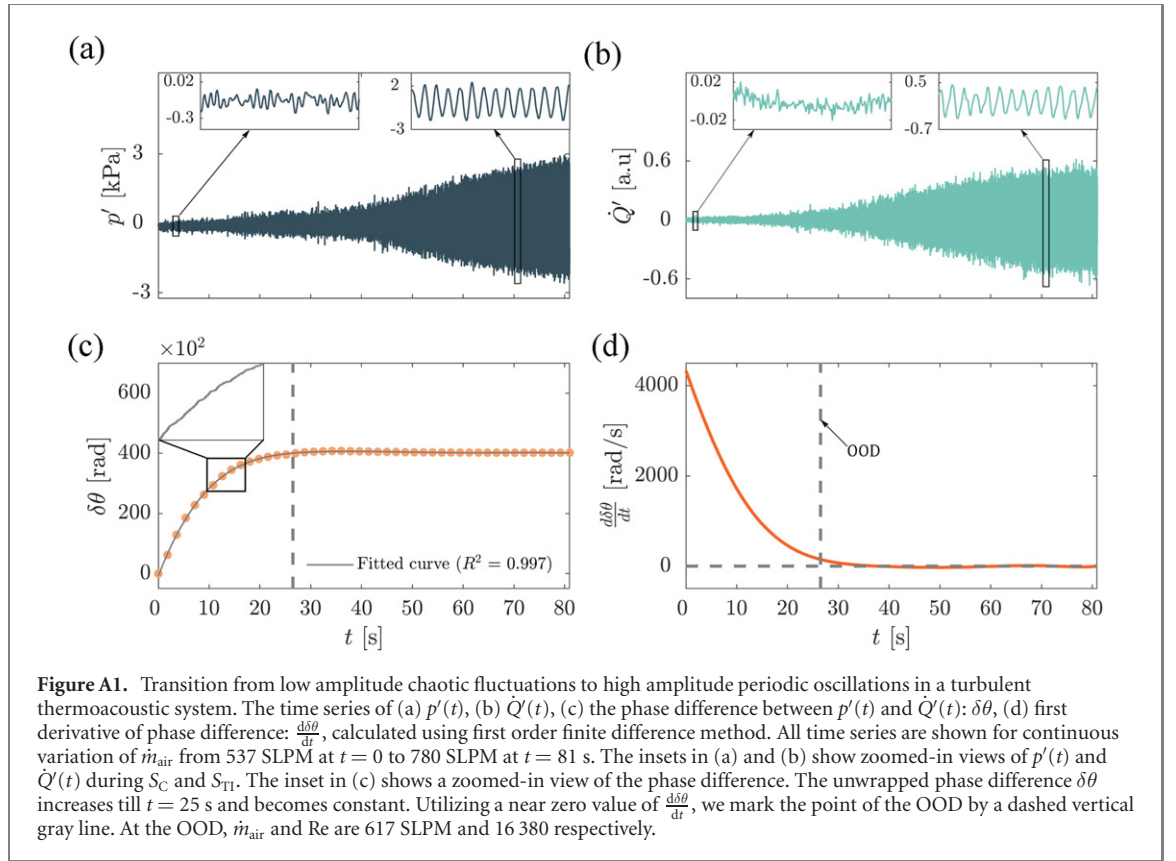 (a)
0.02
-0.3
2
-3
3
0
-3
p′ [kPa]
(b)
0.02
-0.02
0.5
-0.7
0.6
0
-0.6
Q̇′ [a.u]
(c)
×10²
600
400
200
0
δθ [rad]
Fitted curve (R² = 0.997)
0 10 20 30 40 50 60 70 80
t [s]
(d)
4000
2000
0
dδθ/dt [rad/s]
OOD
0 10 20 30 40 50 60 70 80
t [s]
Figure A1. Transition from low amplitude chaotic fluctuations to high amplitude periodic oscillations in a turbulent
thermoacoustic system. The time series of (a) p′(t), (b) Q̇′(t), (c) the phase difference between p′(t) and Q̇′(t): δθ, (d) first
derivative of phase difference: dδθ/dt, calculated using first order finite difference method. All time series are shown for continuous
variation of ṁair from 537 SLPM at t = 0 to 780 SLPM at t = 81 s. The insets in (a) and (b) show zoomed-in views of p′(t) and
Q̇′(t) during SC and STI. The inset in (c) shows a zoomed-in view of the phase difference. The unwrapped phase difference δθ
increases till t = 25 s and becomes constant. Utilizing a near zero value of dδθ/dt, we mark the point of the OOD by a dashed vertical
gray line. At the OOD, ṁair and Re are 617 SLPM and 16 380 respectively.